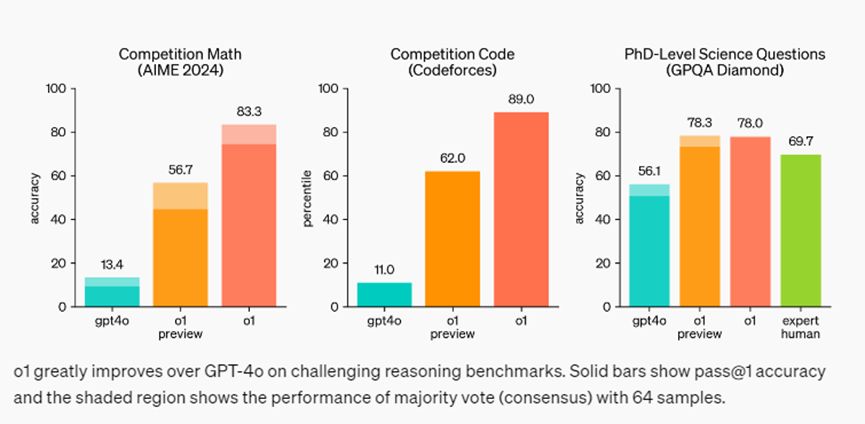 Competition Math
(AIME 2024)
100
80
60
40
20
0
accuracy
13.4
56.7
83.3
gpt4o
o1
preview
o1
Competition Code
(Codeforces)
100
80
60
40
20
0
percentile
11.0
62.0
89.0
gpt4o
o1
preview
o1
PhD-Level Science Questions
(GPQA Diamond)
100
80
60
40
20
0
accuracy
56.1
78.3
78.0
69.7
gpt4o
o1
preview
o1
expert
human
o1 greatly improves over GPT-4o on challenging reasoning benchmarks. Solid bars show pass@1 accuracy
and the shaded region shows the performance of majority vote (consensus) with 64 samples.